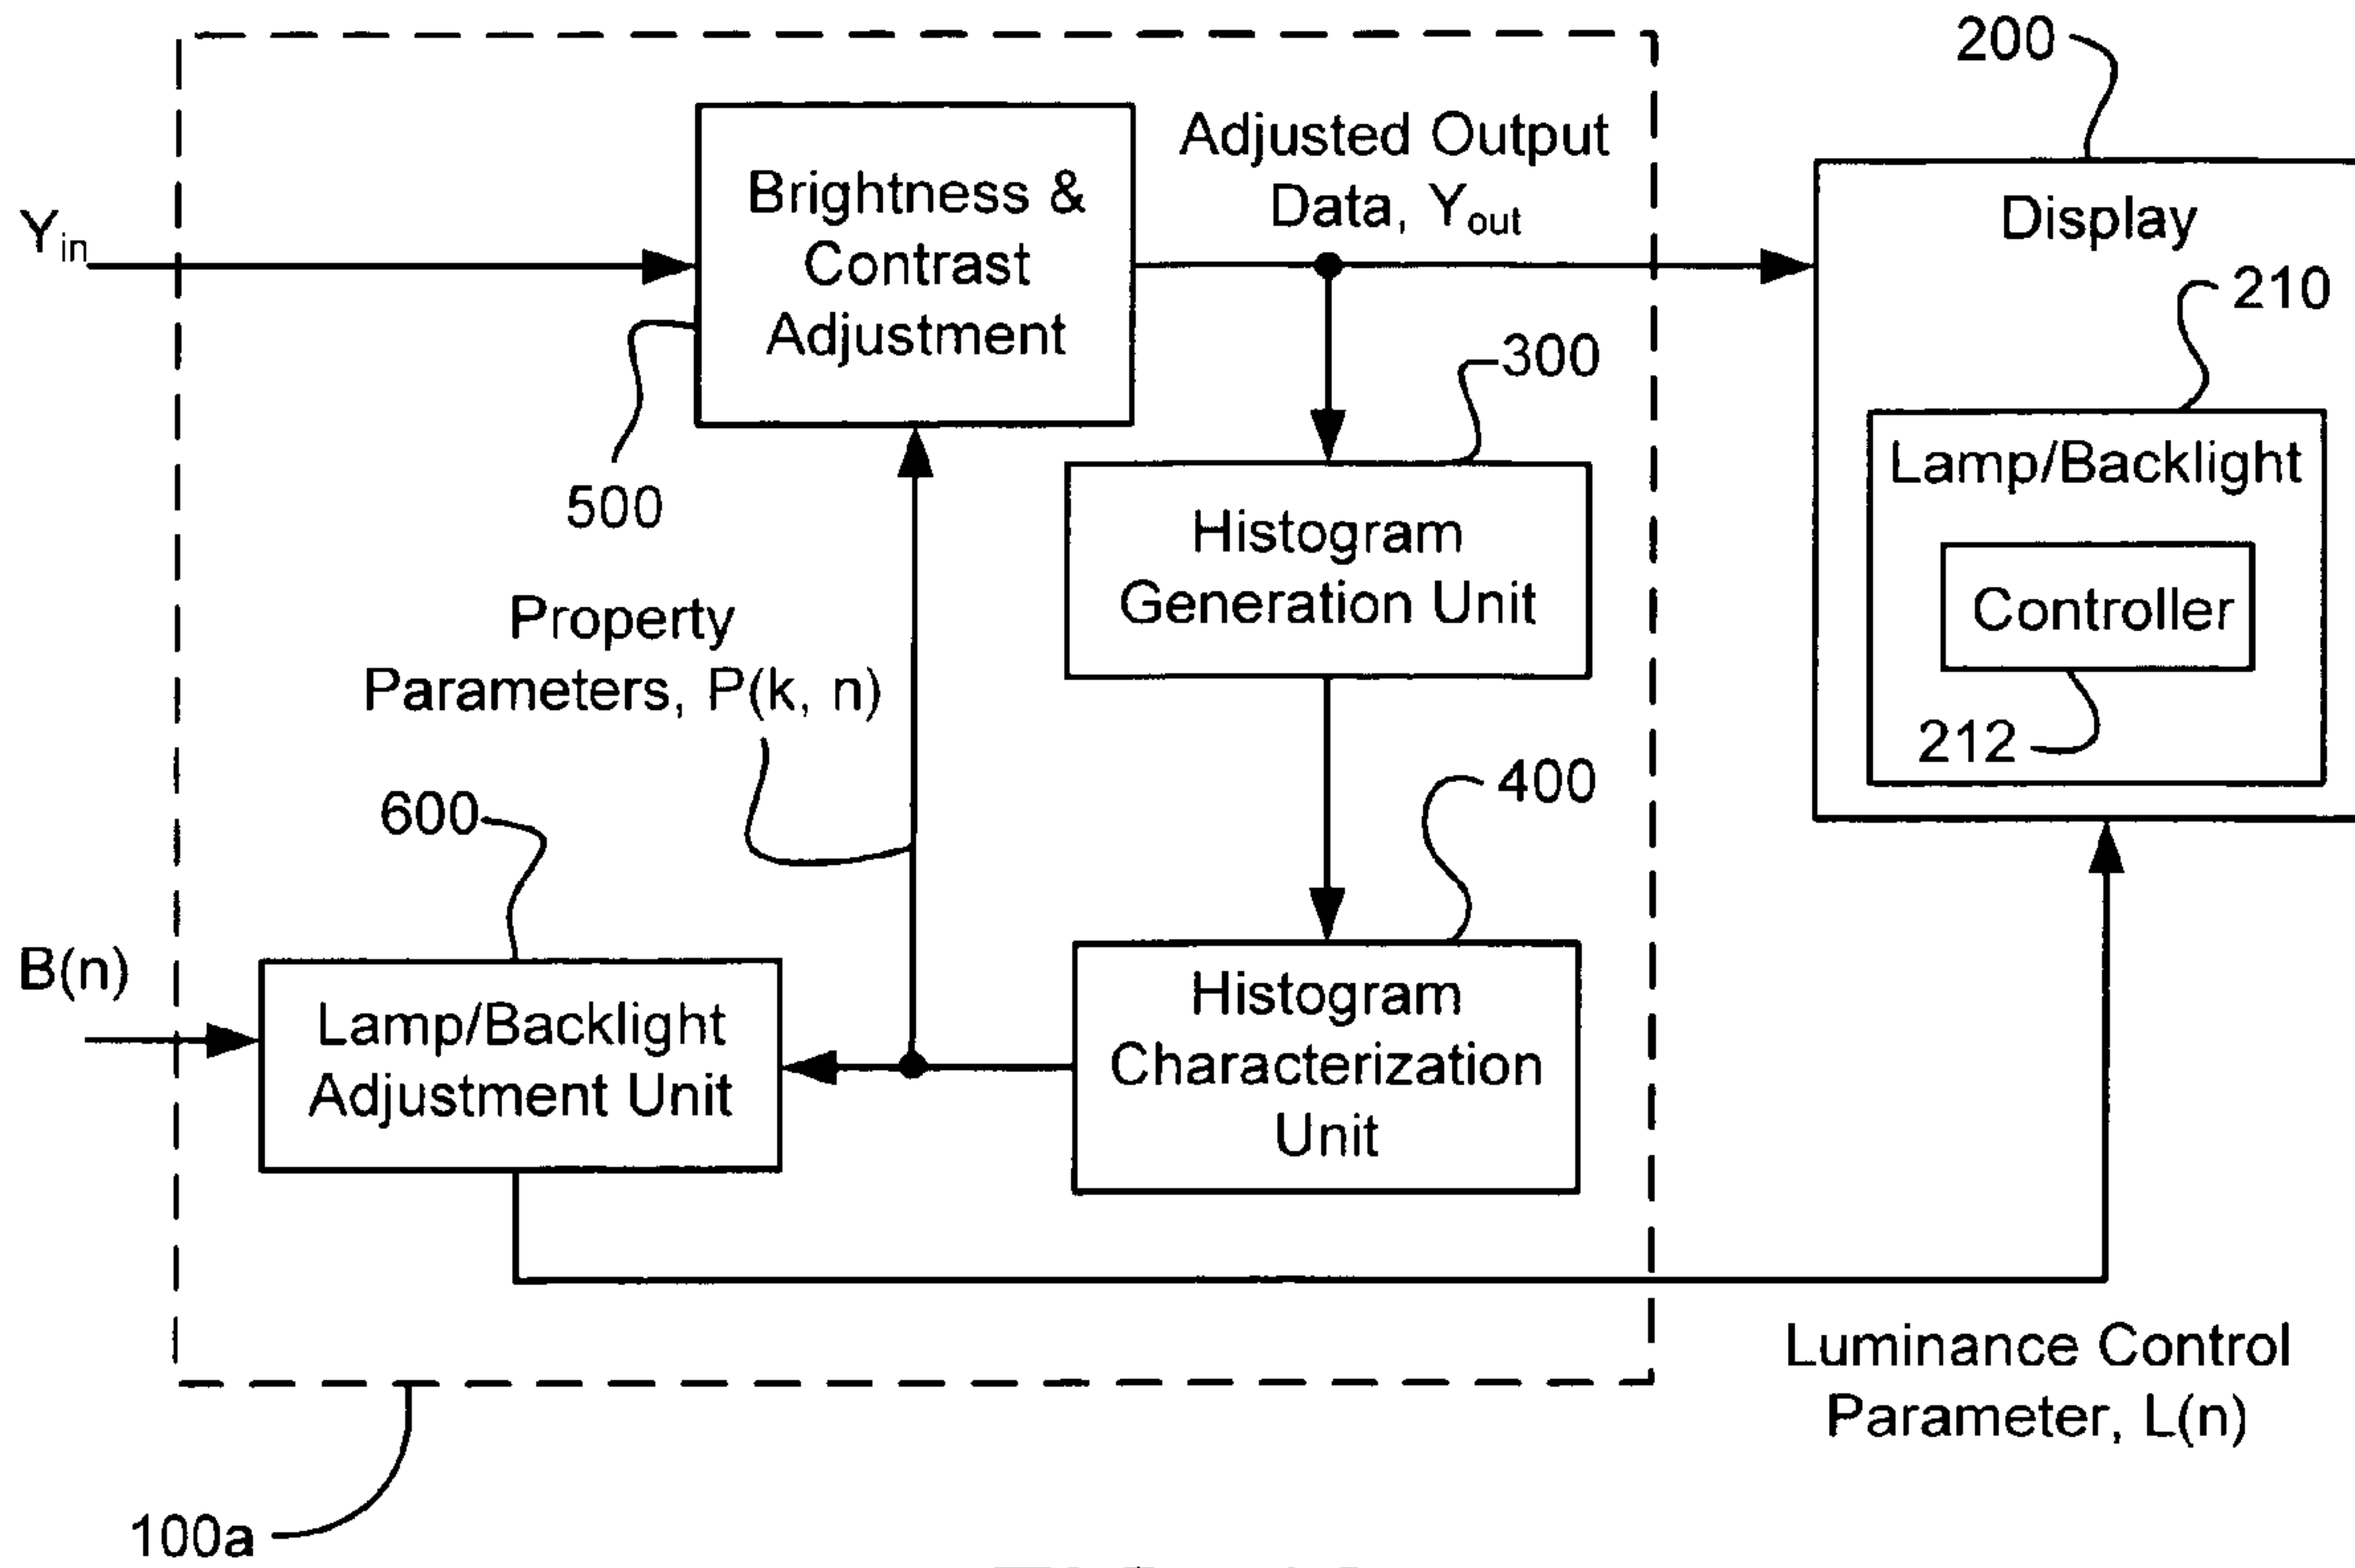 200
Adjusted Output
Data, Yout
Brightness &
Contrast
Adjustment
Yin
Display
210
300
Lamp/Backlight
500
Histogram
Generation Unit
Controller
Property
Parameters, P(k, n)
212
400
600
B(n)
Lamp/Backlight
Adjustment Unit
Histogram
Characterization
Unit
Luminance Control
Parameter, L(n)
100a